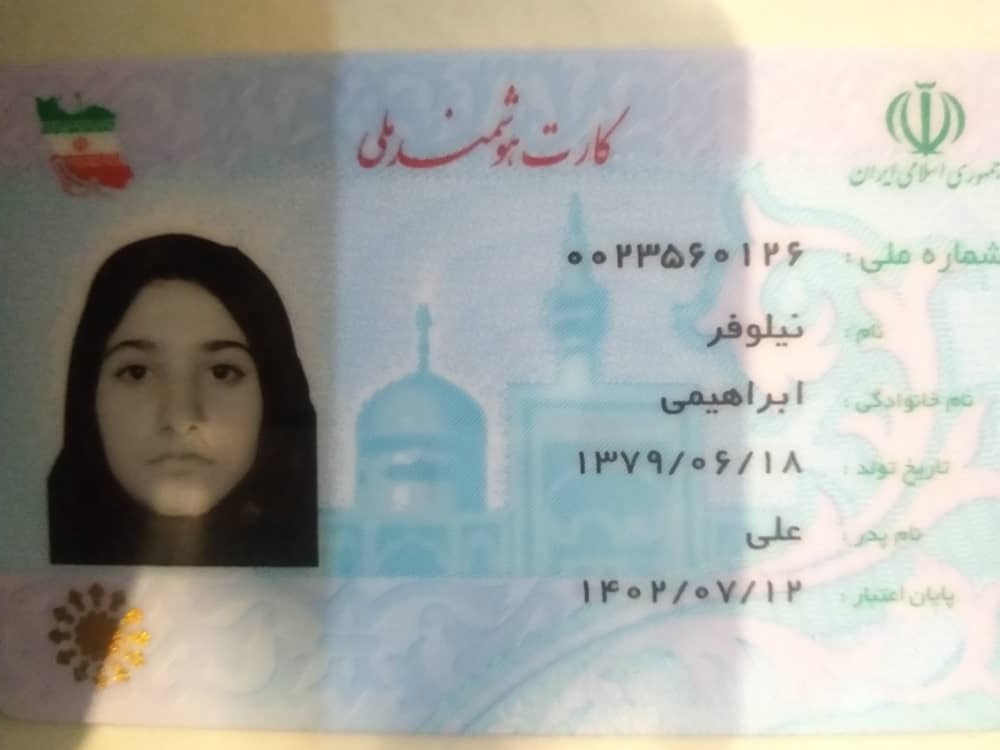 کارت هوشمند ملی
جمهوری اسلامی ایران
شماره ملی: ۰۰۲۳۵۶۰۱۲۶
نام: نیلوفر
نام خانوادگی: ابراهیمی
تاریخ تولد: ۱۳۷۹/۰۶/۱۸
نام پدر: علی
پایان اعتبار: ۱۴۰۲/۰۷/۱۲